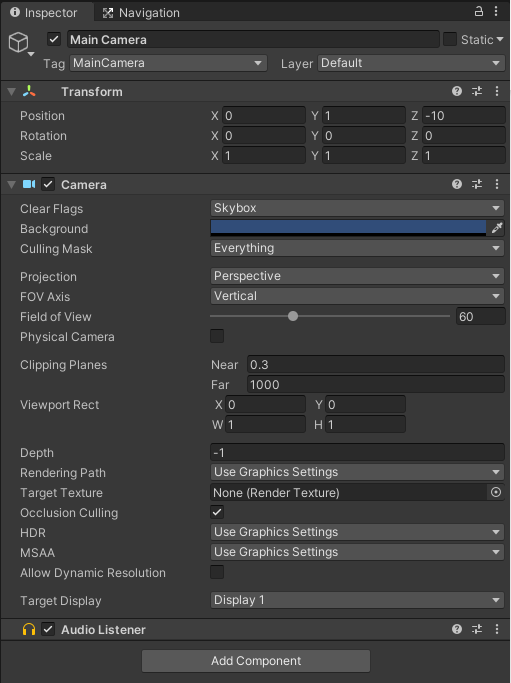 Inspector Navigation
Main Camera Static
Tag MainCamera Layer Default
Transform
Position X 0 Y 1 Z -10
Rotation X 0 Y 0 Z 0
Scale X 1 Y 1 Z 1
Camera
Clear Flags Skybox
Background
Culling Mask Everything
Projection Perspective
FOV Axis Vertical
Field of View 60
Physical Camera
Clipping Planes Near 0.3
Far 1000
Viewport Rect X 0 Y 0
W 1 H 1
Depth -1
Rendering Path Use Graphics Settings
Target Texture None (Render Texture)
Occlusion Culling
HDR Use Graphics Settings
MSAA Use Graphics Settings
Allow Dynamic Resolution
Target Display Display 1
Audio Listener
Add Component